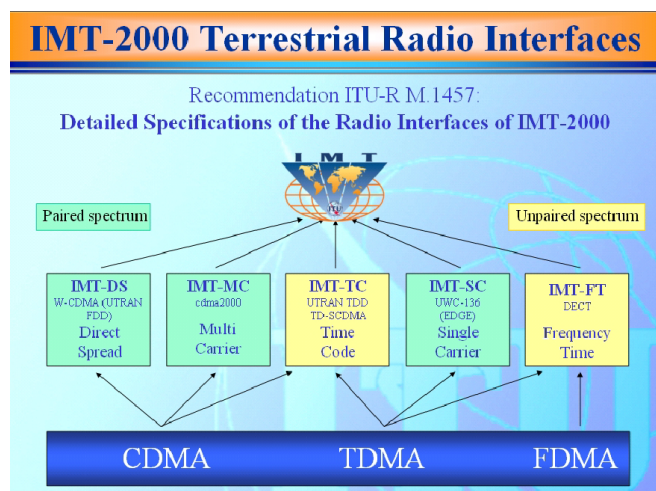 IMT-2000 Terrestrial Radio Interfaces
Recommendation ITU-R M.1457:
Detailed Specifications of the Radio Interfaces of IMT-2000
I M T
ITU
Paired spectrum
Unpaired spectrum
IMT-DS
W-CDMA (UTRAN
FDD)
Direct
Spread
IMT-MC
cdma2000
Multi
Carrier
IMT-TC
UTRAN TDD
TD-SCDMA
Time
Code
IMT-SC
UWC-136
(EDGE)
Single
Carrier
IMT-FT
DECT
Frequency
Time
CDMA
TDMA
FDMA